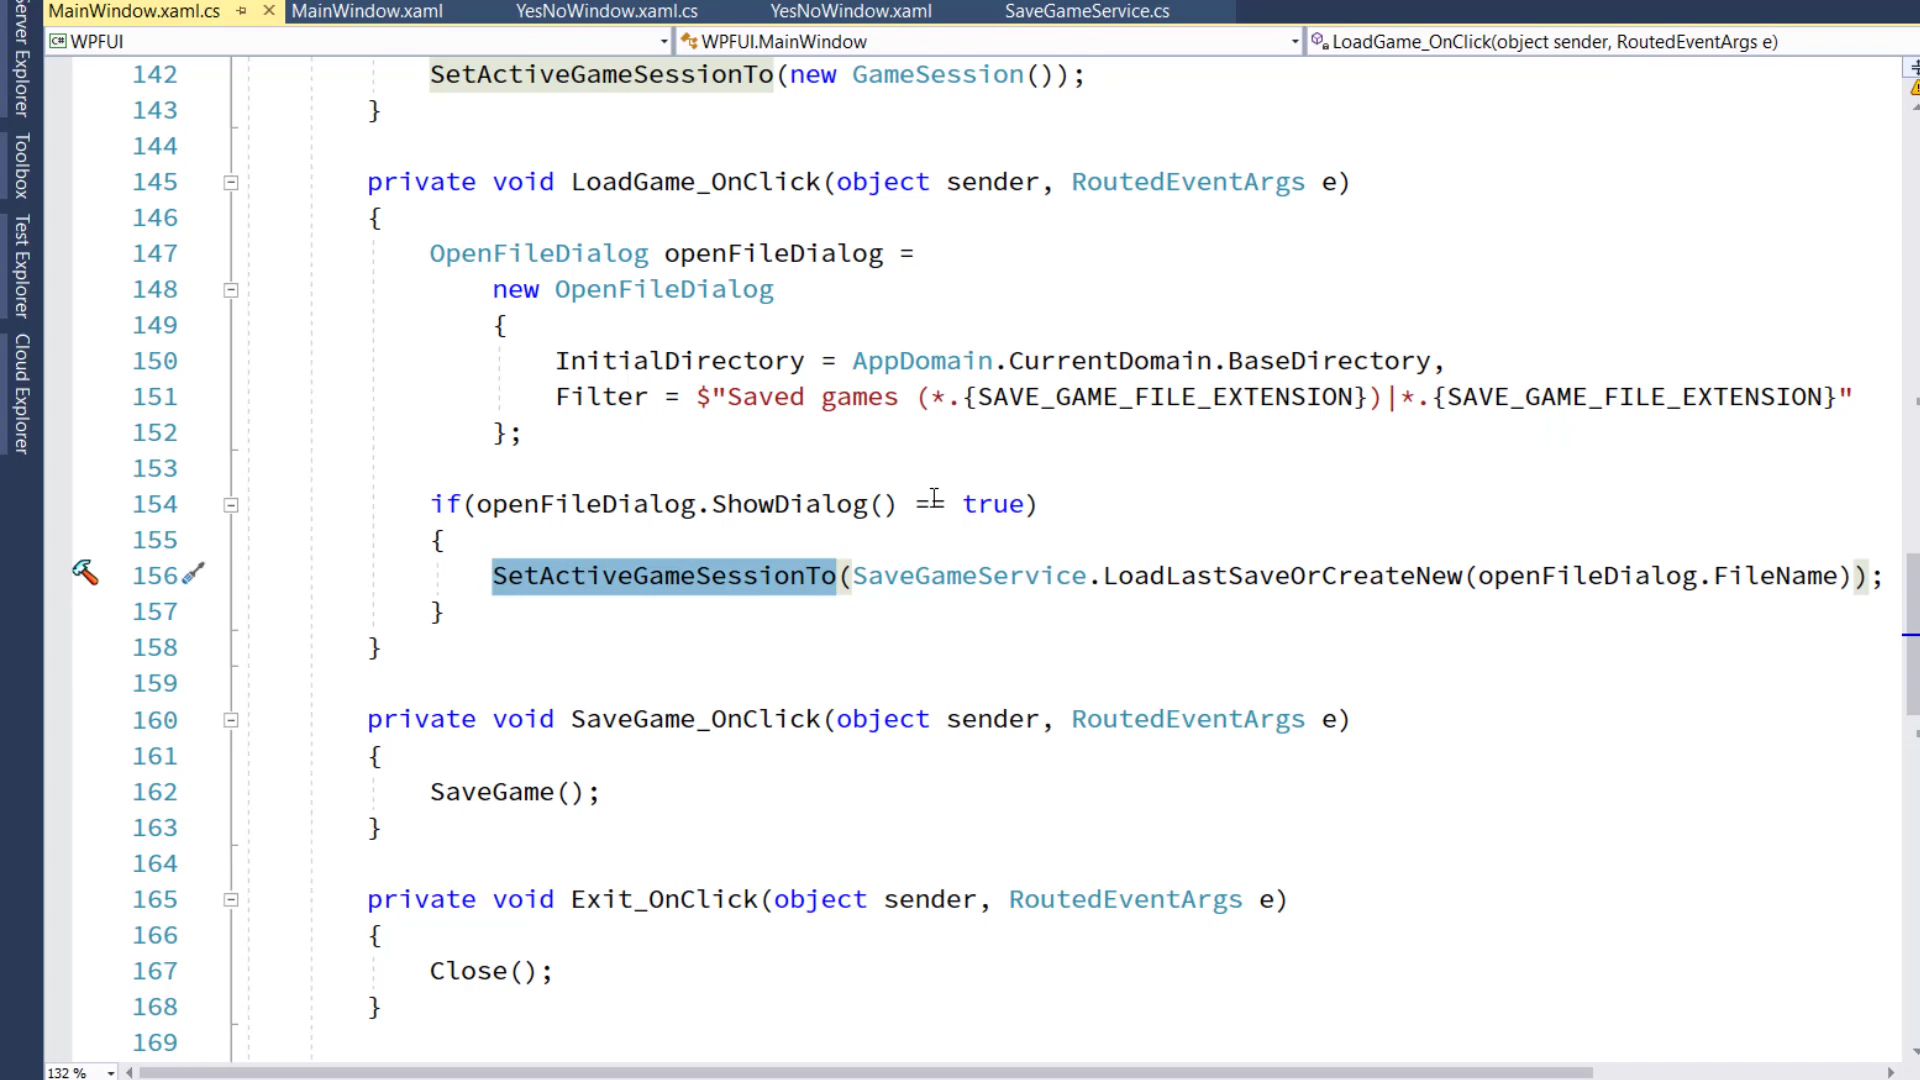 MainWindow.xaml.cs MainWindow.xaml YesNoWindow.xaml.cs YesNoWindow.xaml SaveGameService.cs
C# WPFUI WPFUI.MainWindow LoadGame_OnClick(object sender, RoutedEventArgs e)
Server Explorer
Toolbox
Test Explorer
Cloud Explorer
142 SetActiveGameSessionTo(new GameSession());
143 }
144
145 private void LoadGame_OnClick(object sender, RoutedEventArgs e)
146 {
147 OpenFileDialog openFileDialog =
148 new OpenFileDialog
149 {
150 InitialDirectory = AppDomain.CurrentDomain.BaseDirectory,
151 Filter = $"Saved games (*.{SAVE_GAME_FILE_EXTENSION})|*.{SAVE_GAME_FILE_EXTENSION}"
152 };
153
154 if(openFileDialog.ShowDialog() == true)
155 {
156 SetActiveGameSessionTo(SaveGameService.LoadLastSaveOrCreateNew(openFileDialog.FileName));
157 }
158 }
159
160 private void SaveGame_OnClick(object sender, RoutedEventArgs e)
161 {
162 SaveGame();
163 }
164
165 private void Exit_OnClick(object sender, RoutedEventArgs e)
166 {
167 Close();
168 }
169
132 %